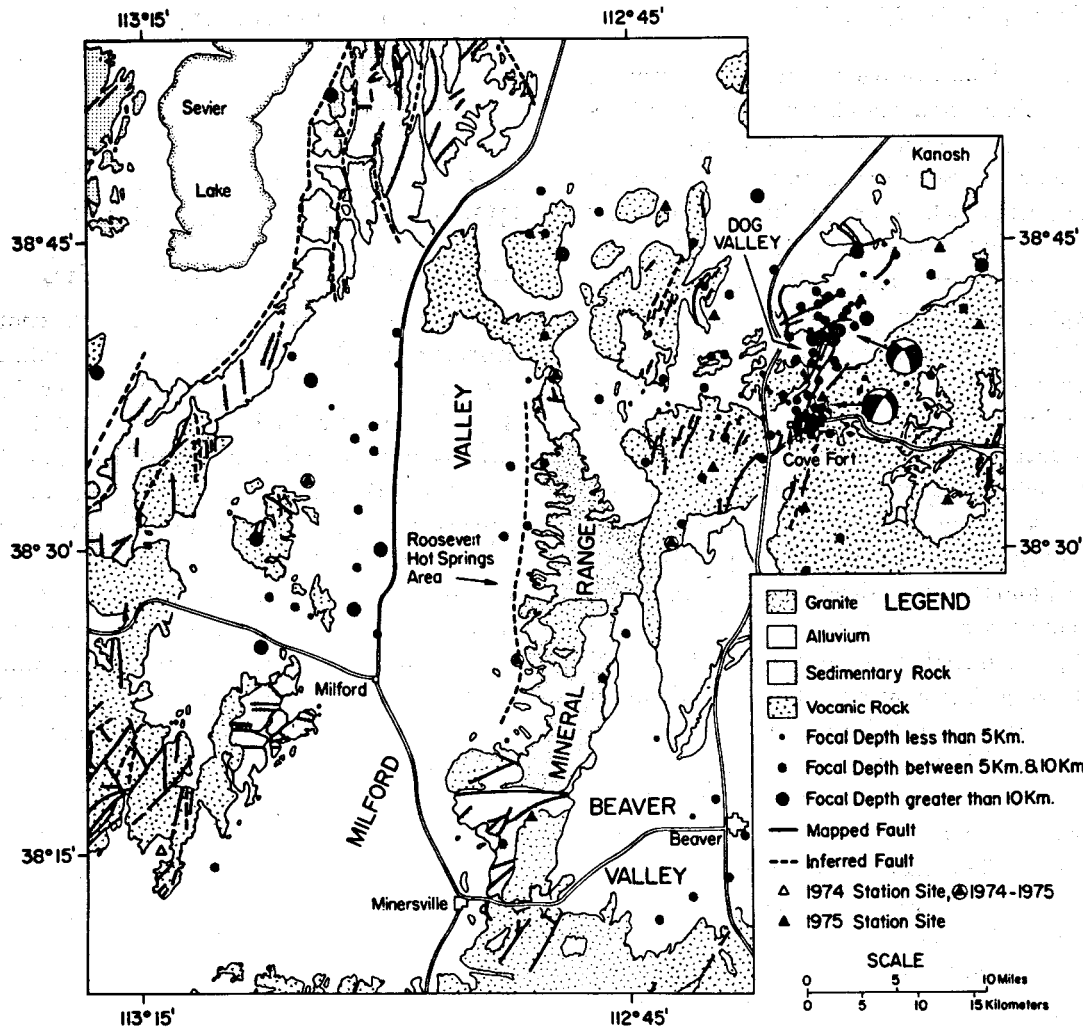 113°15'
112°45'
Sevier
Lake
Kanosh
38°45'
DOG
VALLEY
38°45'
VALLEY
Cove Fort
38°30'
Roosevelt
Hot Springs
Area
RANGE
38°30'
LEGEND
Granite
Alluvium
Sedimentary Rock
Vocanic Rock
Focal Depth less than 5Km.
Focal Depth between 5Km.&10Km
Focal Depth greater than 10Km.
Mapped Fault
Inferred Fault
1974 Station Site, 1974-1975
1975 Station Site
SCALE
0 5 10 Miles
0 5 10 15 Kilometers
Milford
MINERAL
MILFORD
BEAVER
Beaver
VALLEY
38°15'
Minersville
113°15'
112°45'